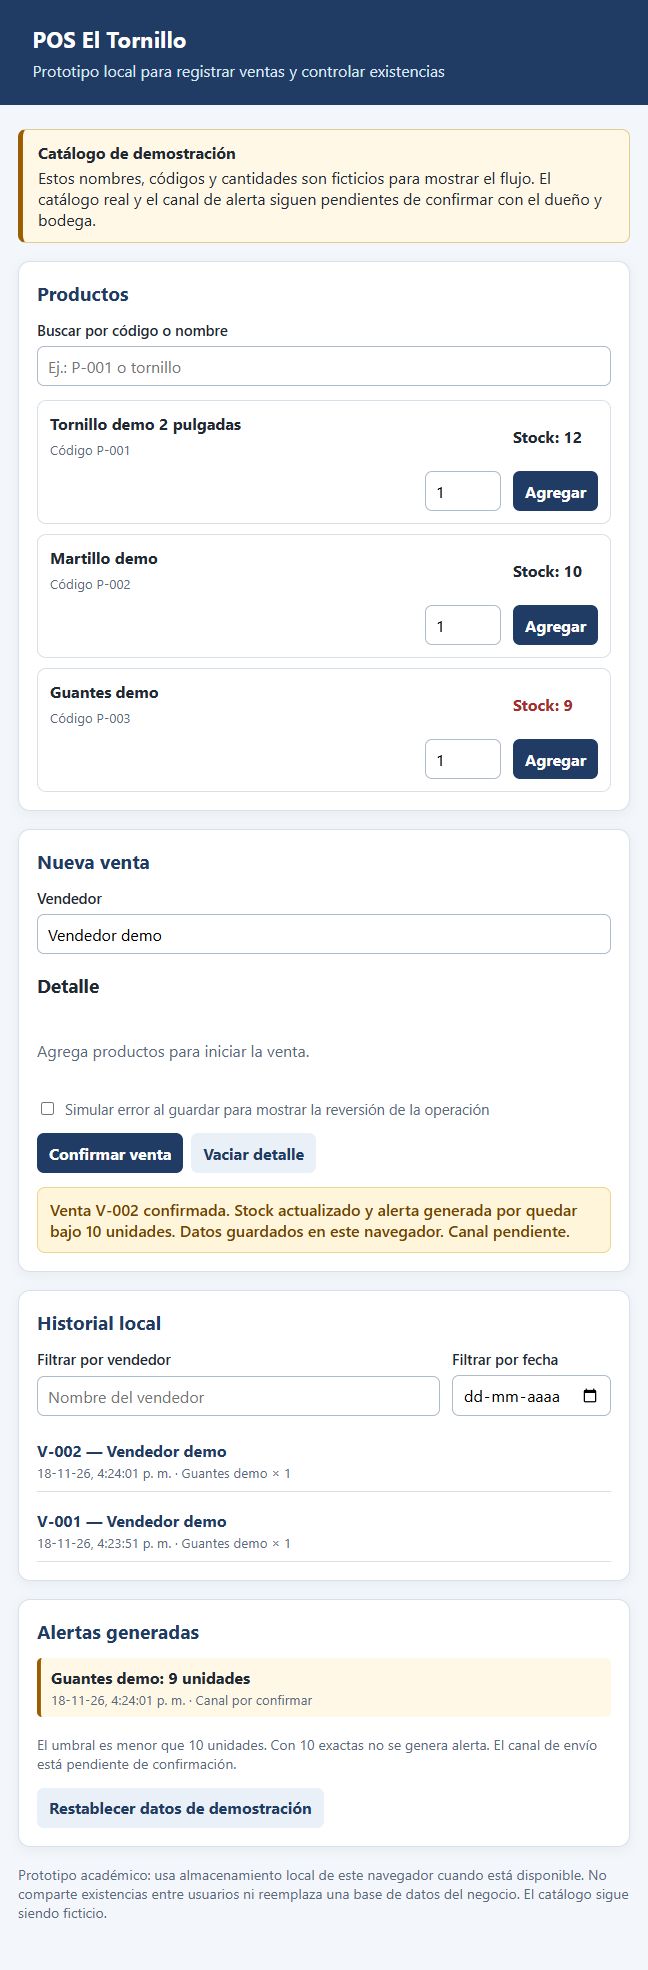 POS El Tornillo
Prototipo local para registrar ventas y controlar existencias
Catálogo de demostración
Estos nombres, códigos y cantidades son ficticios para mostrar el flujo. El
catálogo real y el canal de alerta siguen pendientes de confirmar con el dueño y
bodega.
Productos
Buscar por código o nombre
Ej.: P-001 o tornillo
Tornillo demo 2 pulgadas
Código P-001
Stock: 12
1
Agregar
Martillo demo
Código P-002
Stock: 10
1
Agregar
Guantes demo
Código P-003
Stock: 9
1
Agregar
Nueva venta
Vendedor
Vendedor demo
Detalle
Agrega productos para iniciar la venta.
Simular error al guardar para mostrar la reversión de la operación
Confirmar venta
Vaciar detalle
Venta V-002 confirmada. Stock actualizado y alerta generada por quedar
bajo 10 unidades. Datos guardados en este navegador. Canal pendiente.
Historial local
Filtrar por vendedor
Filtrar por fecha
Nombre del vendedor
dd-mm-aaaa
V-002 — Vendedor demo
18-11-26, 4:24:01 p. m. · Guantes demo × 1
V-001 — Vendedor demo
18-11-26, 4:23:51 p. m. · Guantes demo × 1
Alertas generadas
Guantes demo: 9 unidades
18-11-26, 4:24:01 p. m. · Canal por confirmar
El umbral es menor que 10 unidades. Con 10 exactas no se genera alerta. El canal de envío
está pendiente de confirmación.
Restablecer datos de demostración
Prototipo académico: usa almacenamiento local de este navegador cuando está disponible. No
comparte existencias entre usuarios ni reemplaza una base de datos del negocio. El catálogo sigue
siendo ficticio.